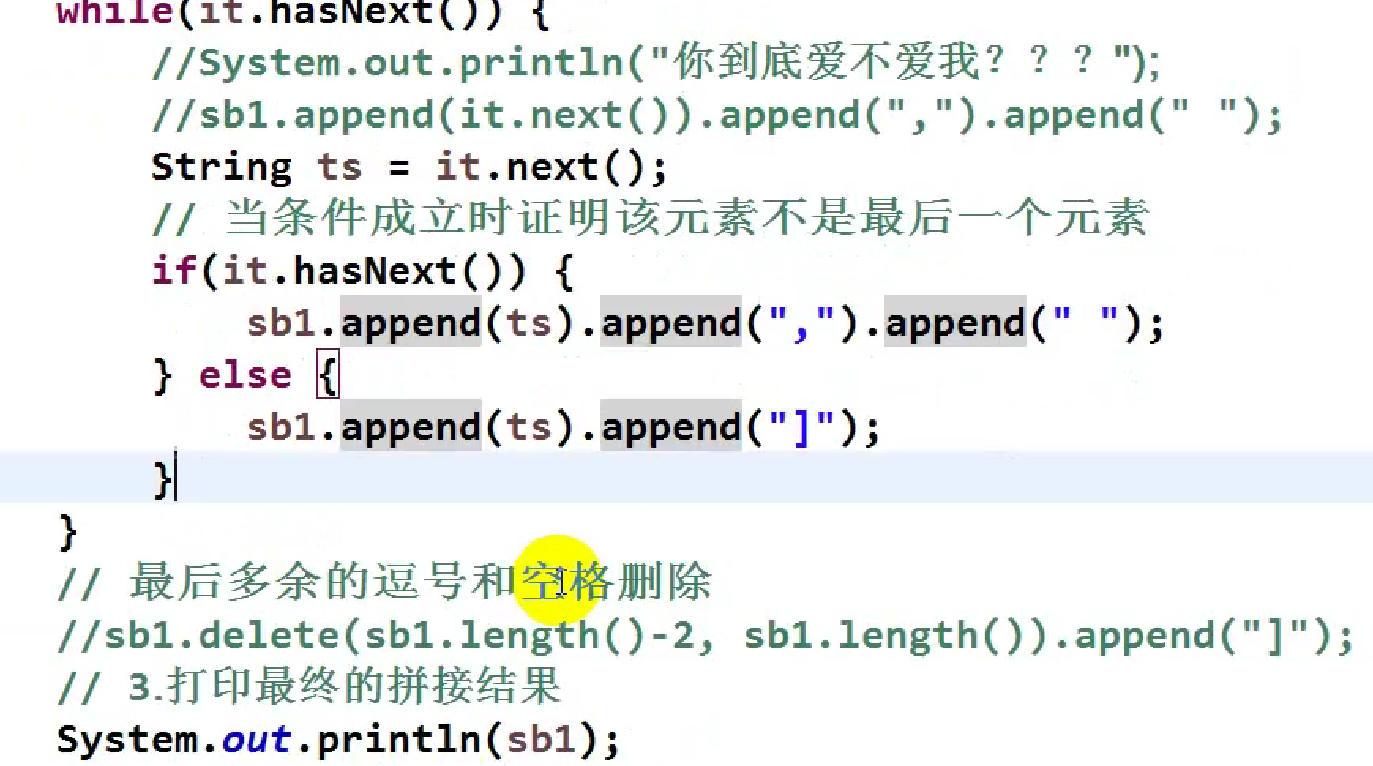 while(it.hasNext()) {
//System.out.println("你到底爱不爱我？？？");
//sb1.append(it.next()).append(",").append(" ");
String ts = it.next();
// 当条件成立时证明该元素不是最后一个元素
if(it.hasNext()) {
sb1.append(ts).append(",").append(" ");
} else {
sb1.append(ts).append("]");
}
}
// 最后多余的逗号和空格删除
//sb1.delete(sb1.length()-2, sb1.length()).append("]");
// 3.打印最终的拼接结果
System.out.println(sb1);